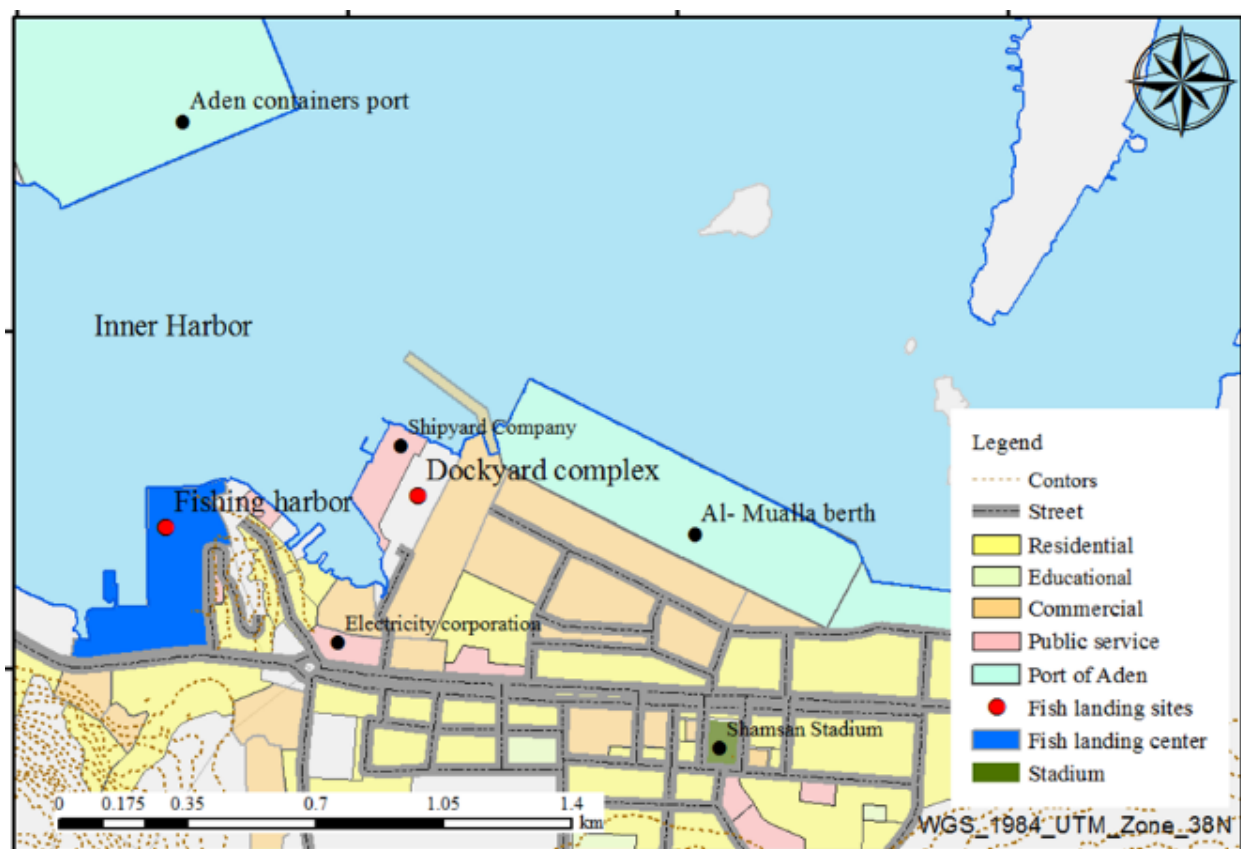 Aden containers port
Inner Harbor
Shipyard Company
Dockyard complex
Fishing harbor
Al- Mualla berth
Electricity corporation
Shamsan Stadium
Legend
Contors
Street
Residential
Educational
Commercial
Public service
Port of Aden
Fish landing sites
Fish landing center
Stadium
0 0.175 0.35 0.7 1.05 1.4
km
WGS_1984_UTM_Zone_38N